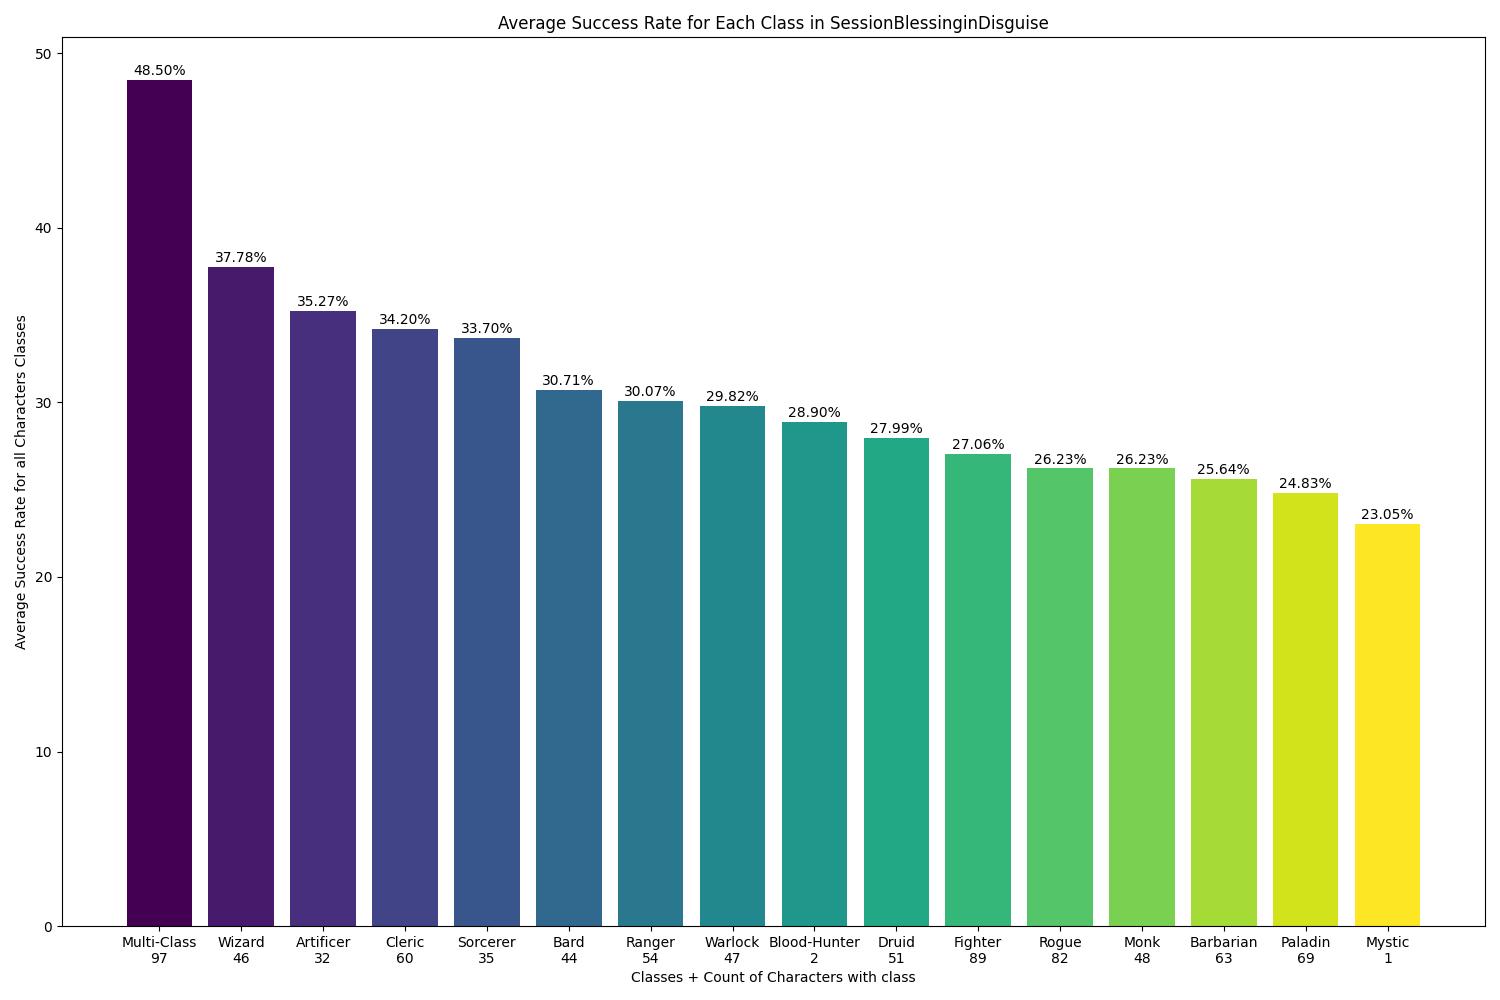 Average Success Rate for Each Class in SessionBlessinginDisguise
Average Success Rate for all Characters Classes
50
40
30
20
10
0
48.50%
37.78%
35.27%
34.20%
33.70%
30.71%
30.07%
29.82%
28.90%
27.99%
27.06%
26.23%
26.23%
25.64%
24.83%
23.05%
Multi-Class
97
Wizard
46
Artificer
32
Cleric
60
Sorcerer
35
Bard
44
Ranger
54
Warlock
47
Blood-Hunter
2
Druid
51
Fighter
89
Rogue
82
Monk
48
Barbarian
63
Paladin
69
Mystic
1
Classes + Count of Characters with class